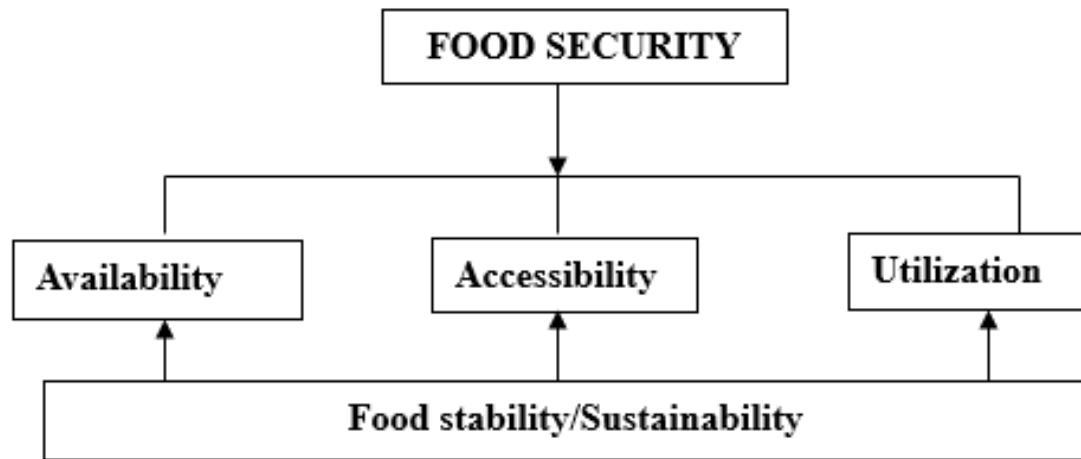 FOOD SECURITY
Availability
Accessibility
Utilization
Food stability/Sustainability